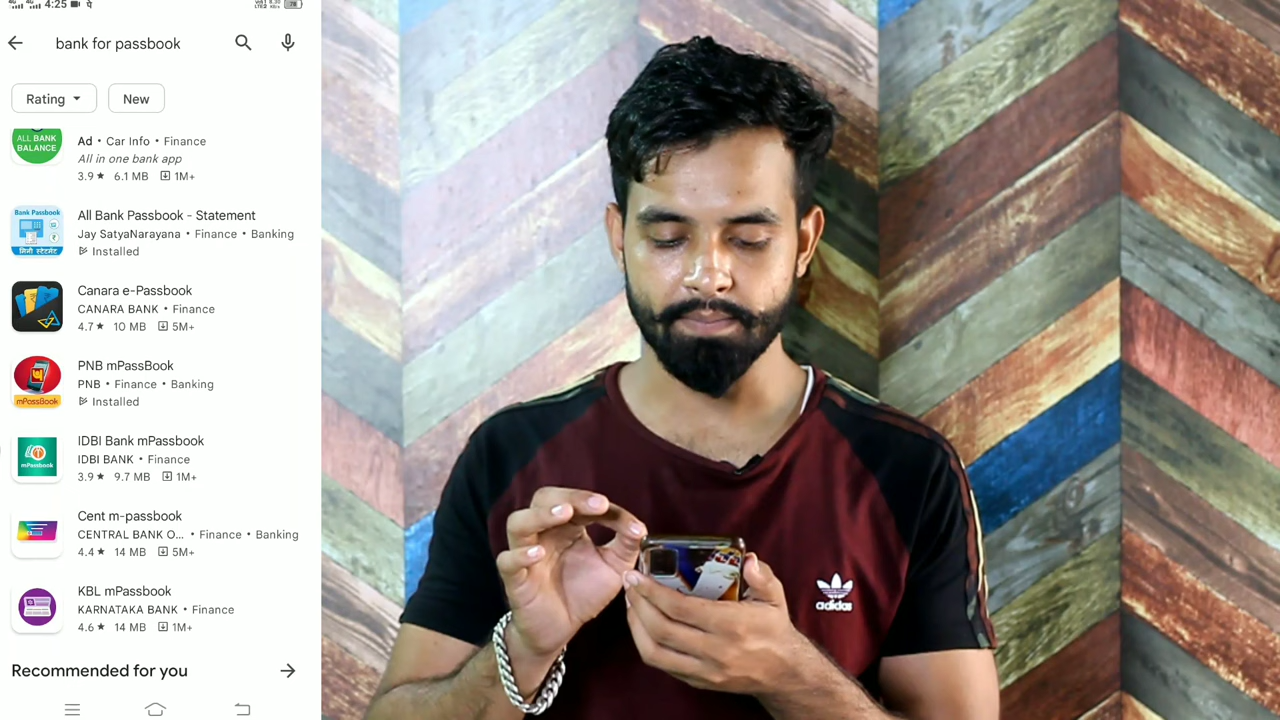 4:25
78
bank for passbook
Rating
New
ALL BANK
BALANCE
Ad • Car Info • Finance
All in one bank app
3.9 ★ 6.1 MB 1M+
Bank Passbook
मिनी स्टेटमेंट
All Bank Passbook - Statement
Jay SatyaNarayana • Finance • Banking
Installed
Canara e-Passbook
CANARA BANK • Finance
4.7 ★ 10 MB 5M+
mPassBook
PNB mPassBook
PNB • Finance • Banking
Installed
mPassbook
IDBI Bank mPassbook
IDBI BANK • Finance
3.9 ★ 9.7 MB 1M+
Cent m-passbook
CENTRAL BANK O... • Finance • Banking
4.4 ★ 14 MB 5M+
KBL mPassbook
KARNATAKA BANK • Finance
4.6 ★ 14 MB 1M+
Recommended for you
adidas